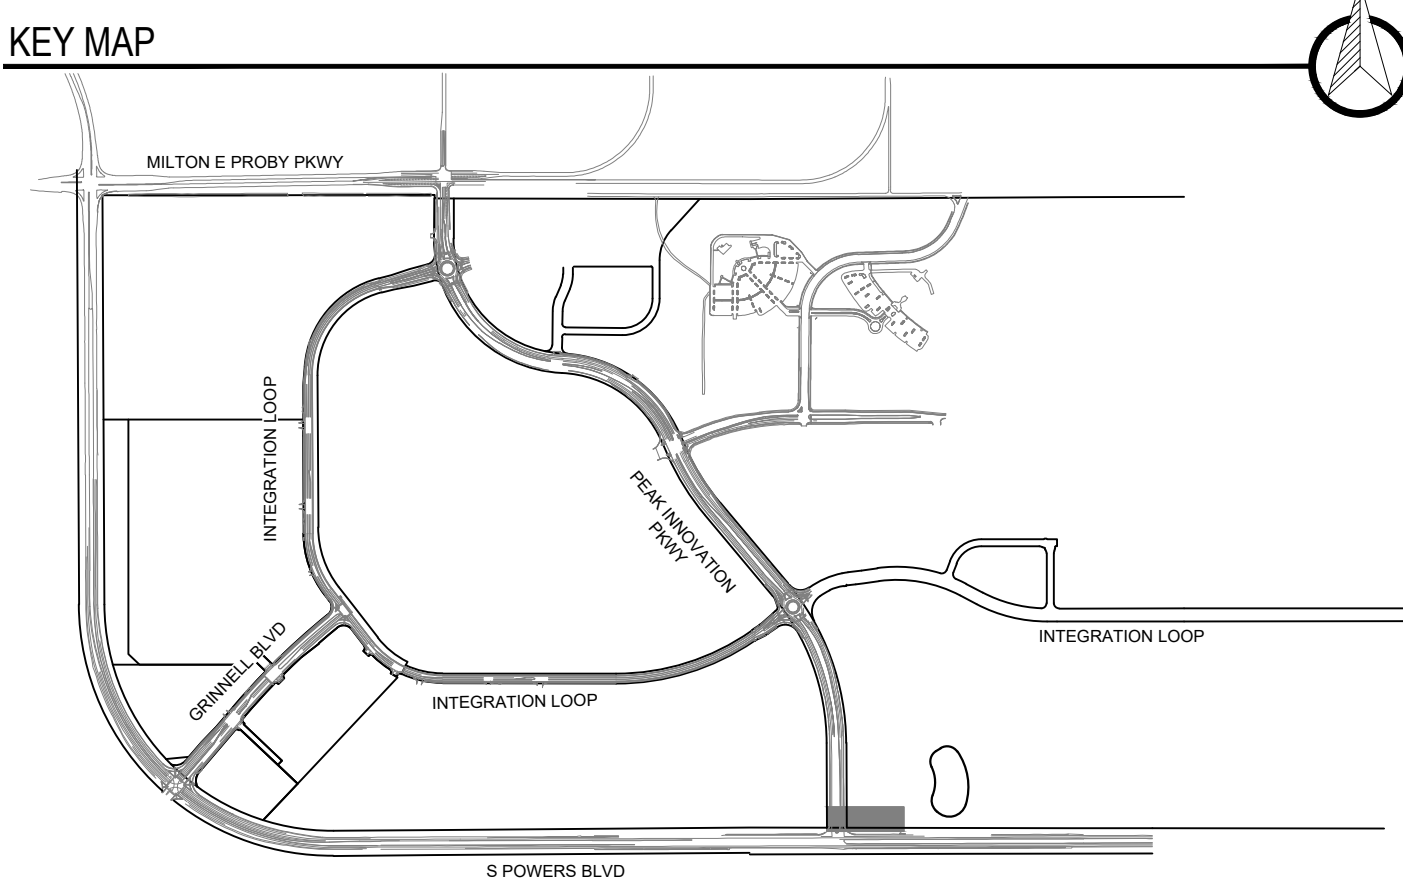 KEY MAP
MILTON E PROBY PKWY
INTEGRATION LOOP
PEAK INNOVATION
PKWY
GRINNELL BLVD
INTEGRATION LOOP
INTEGRATION LOOP
S POWERS BLVD